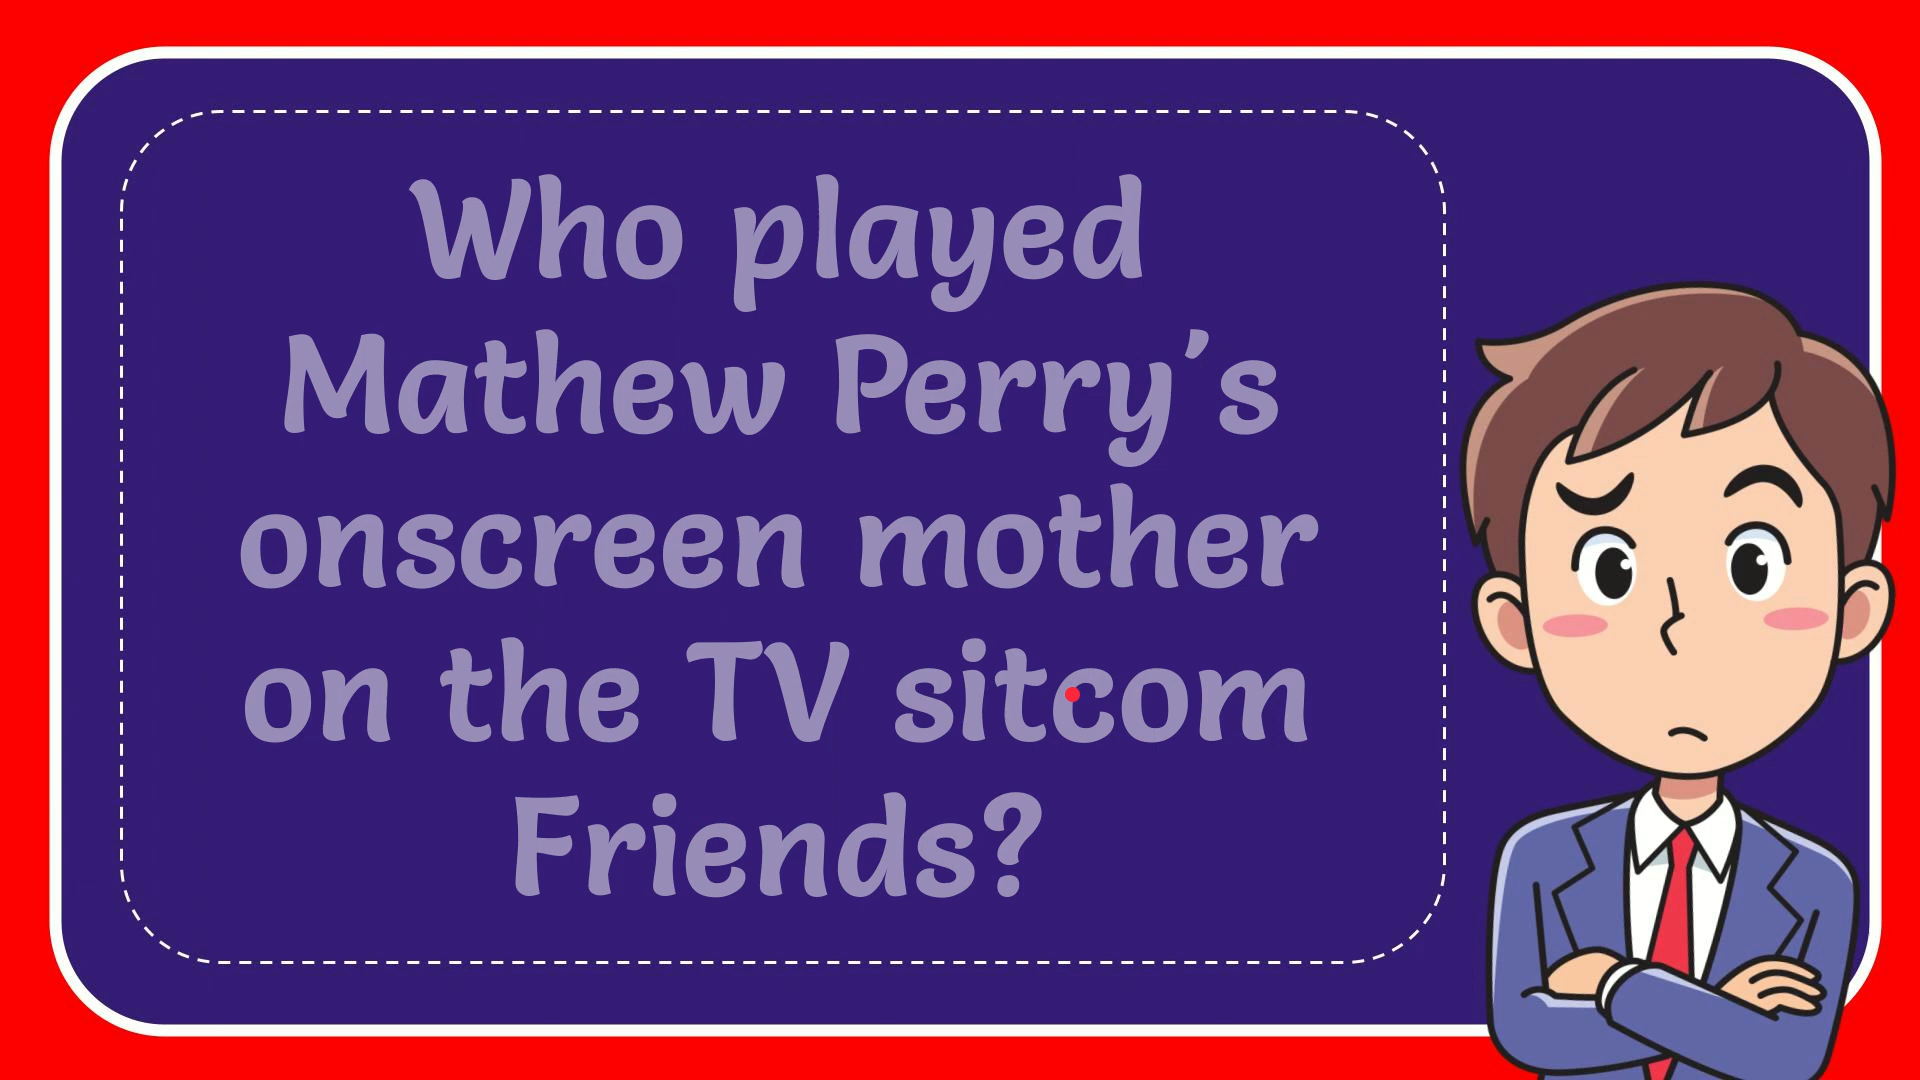 Who played
Mathew Perry's
onscreen mother
on the TV sitcom
Friends?